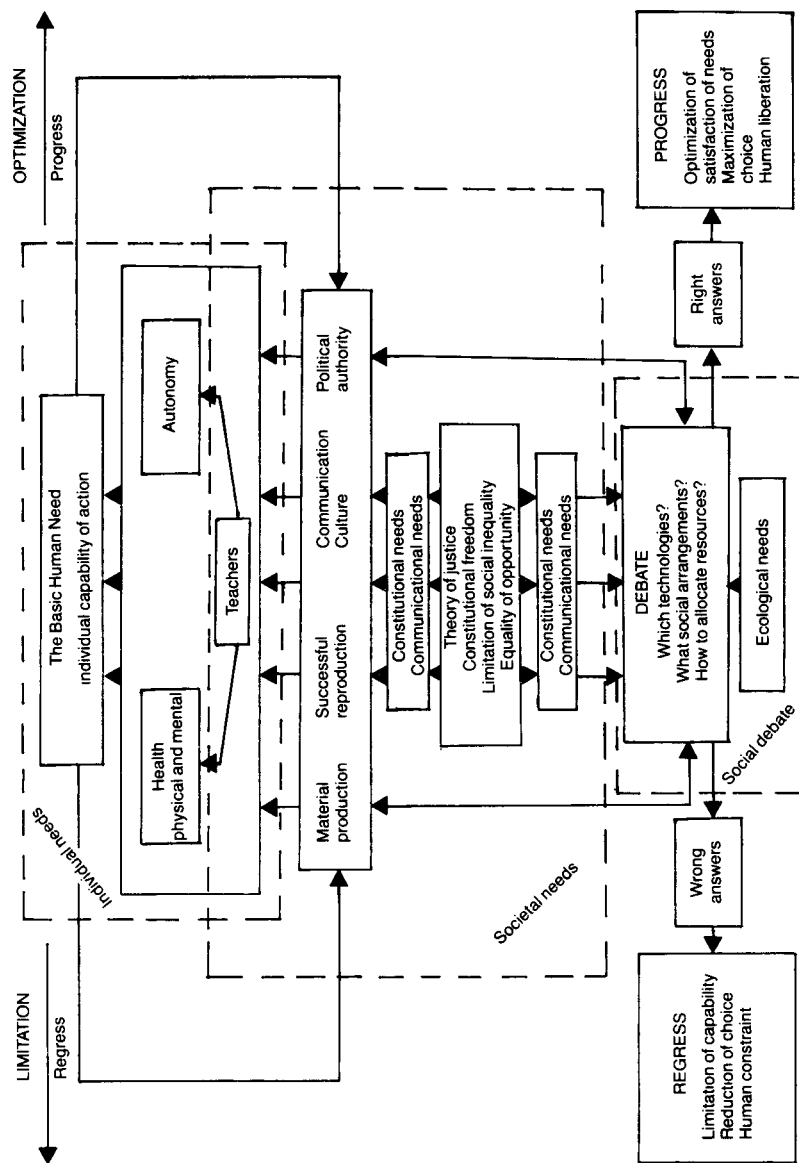 LIMITATION
Regress
OPTIMIZATION
Progress
Individual needs
The Basic Human Need
individual capability of action
Health
physical and mental
Autonomy
Teachers
Material
production
Successful
reproduction
Communication
Culture
Political
authority
Societal needs
Constitutional needs
Communicational needs
Theory of justice
Constitutional freedom
Limitation of social inequality
Equality of opportunity
Constitutional needs
Communicational needs
DEBATE
Which technologies?
What social arrangements?
How to allocate resources?
Ecological needs
Social debate
Wrong
answers
Right
answers
REGRESS
Limitation of capability
Reduction of choice
Human constraint
PROGRESS
Optimization of
satisfaction of needs
Maximization of
choice
Human liberation